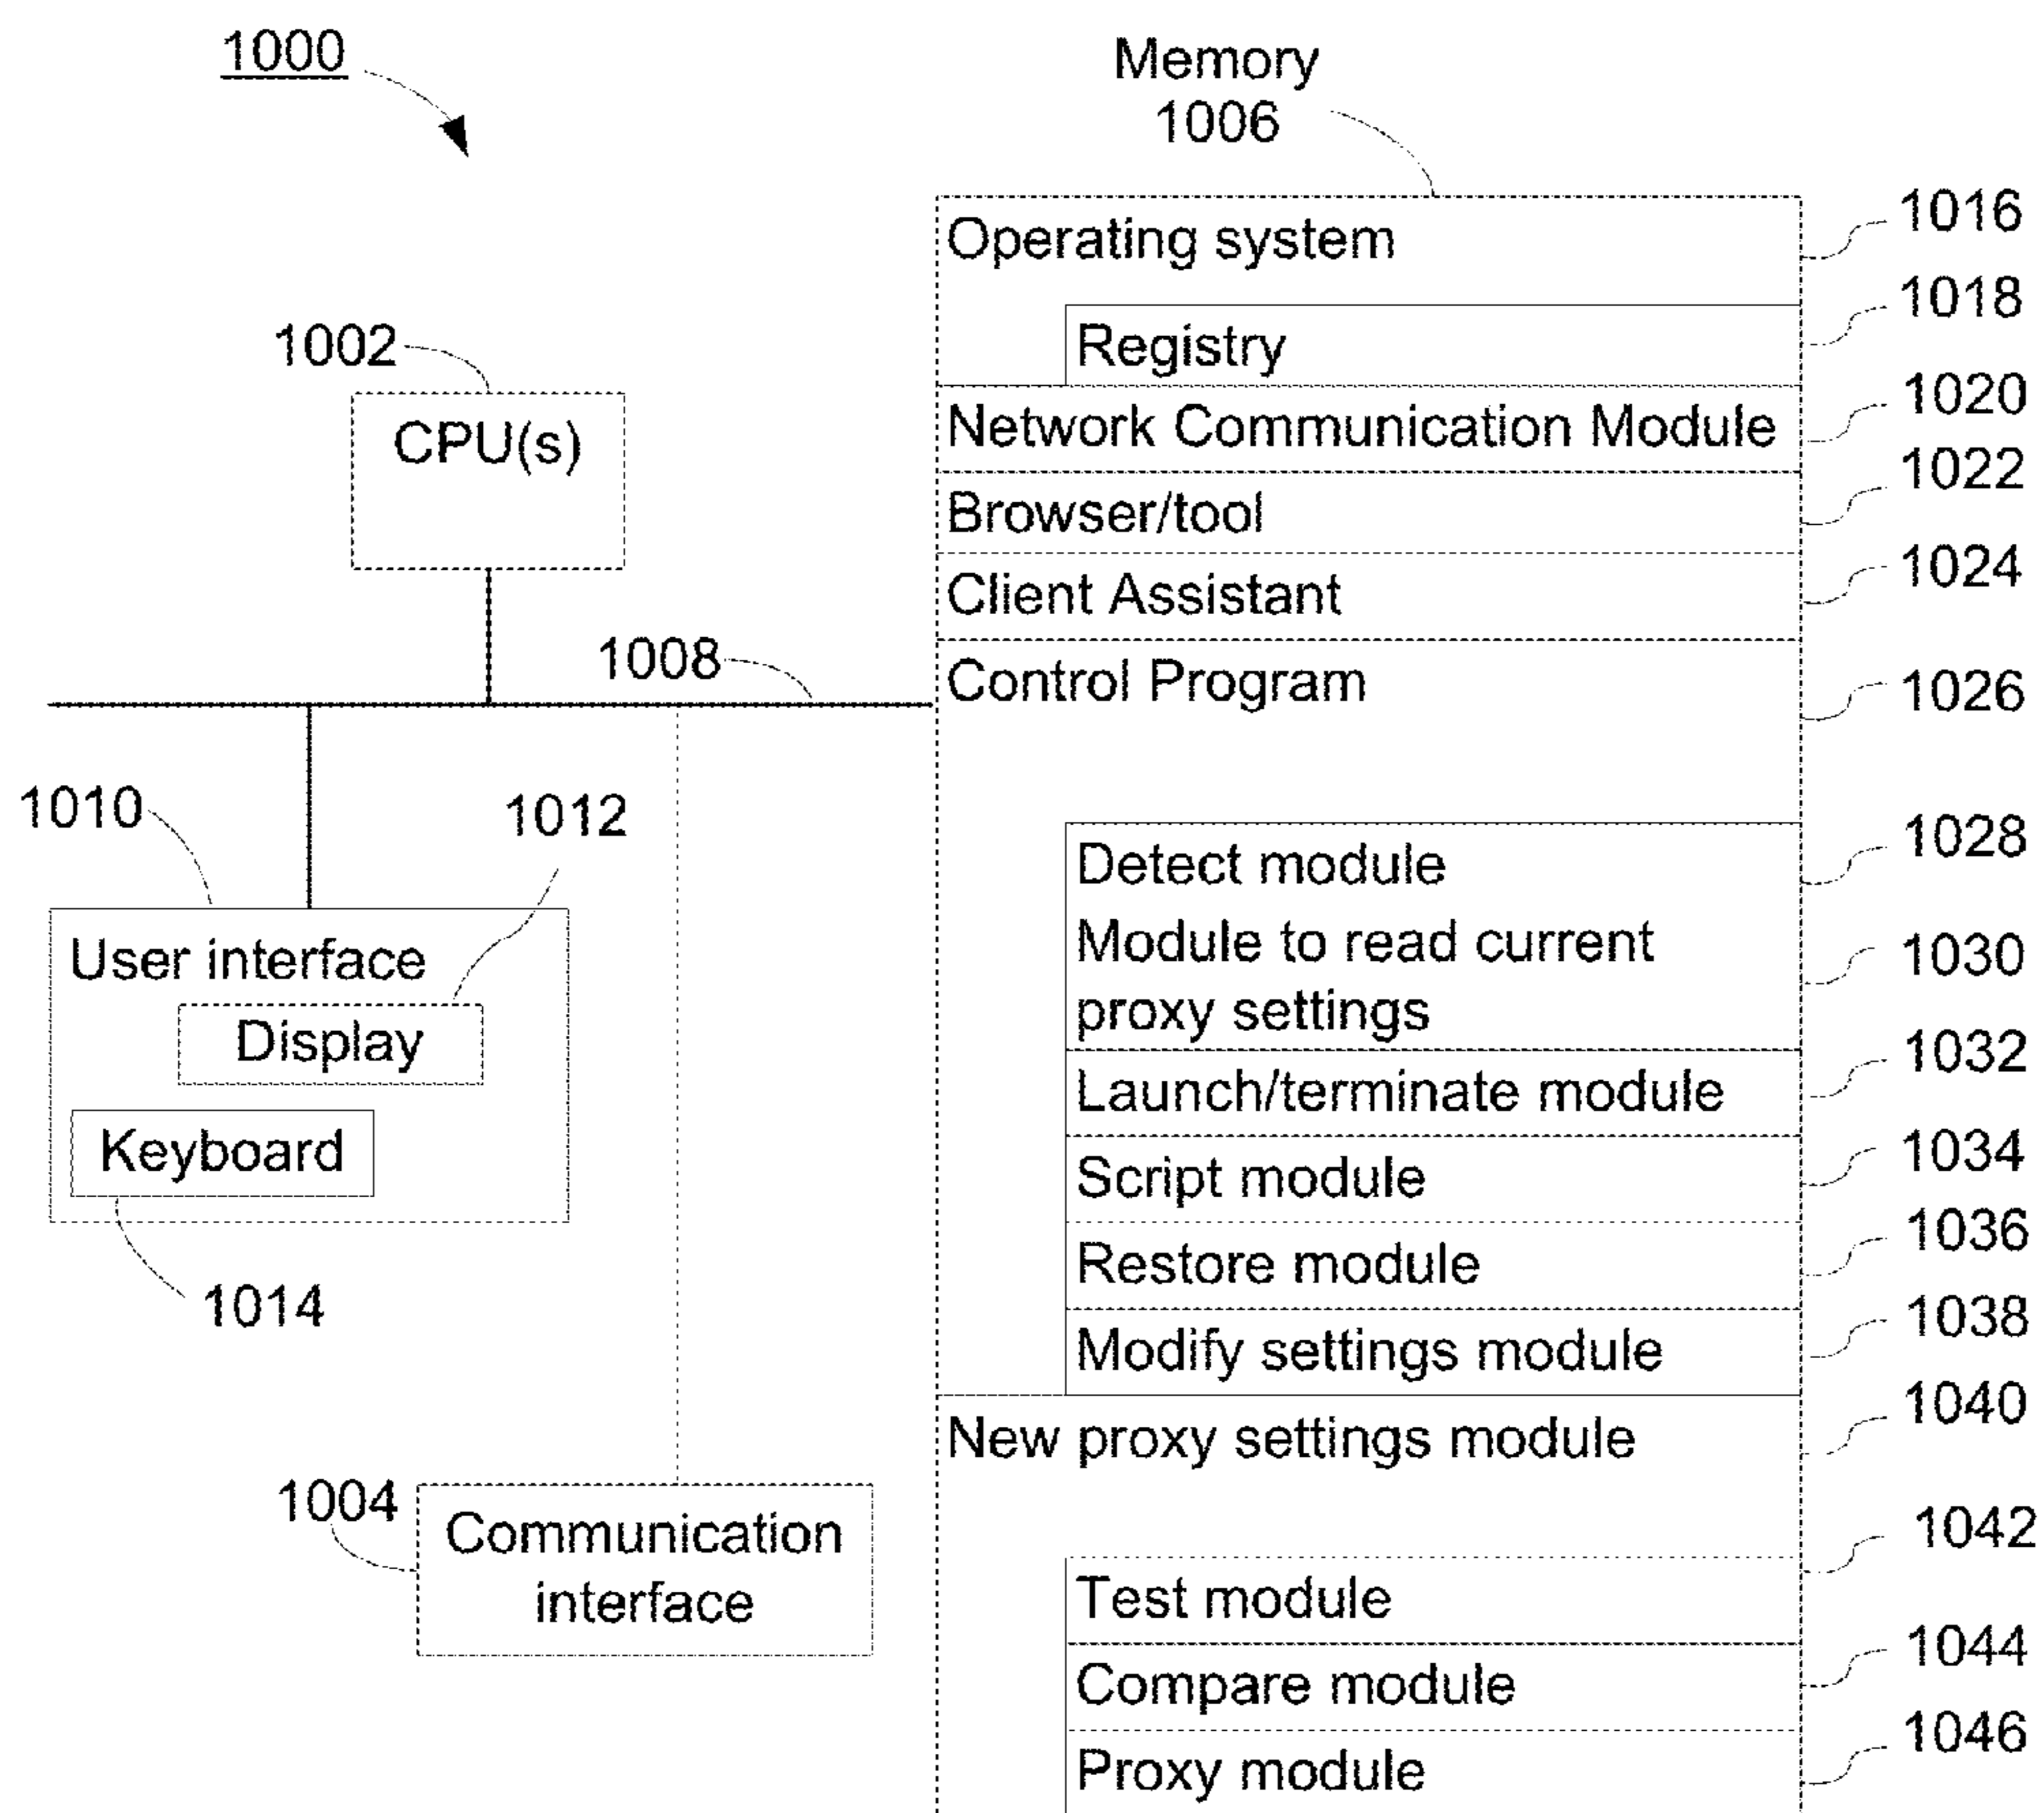 1000
Memory
1006
Operating system
1016
Registry
1018
1002
CPU(s)
Network Communication Module
1020
Browser/tool
1022
Client Assistant
1024
1008
Control Program
1026
1010
1012
User interface
Display
Keyboard
1014
Detect module
1028
Module to read current
proxy settings
1030
Launch/terminate module
1032
Script module
1034
Restore module
1036
Modify settings module
1038
New proxy settings module
1040
1004
Communication
interface
Test module
1042
Compare module
1044
Proxy module
1046